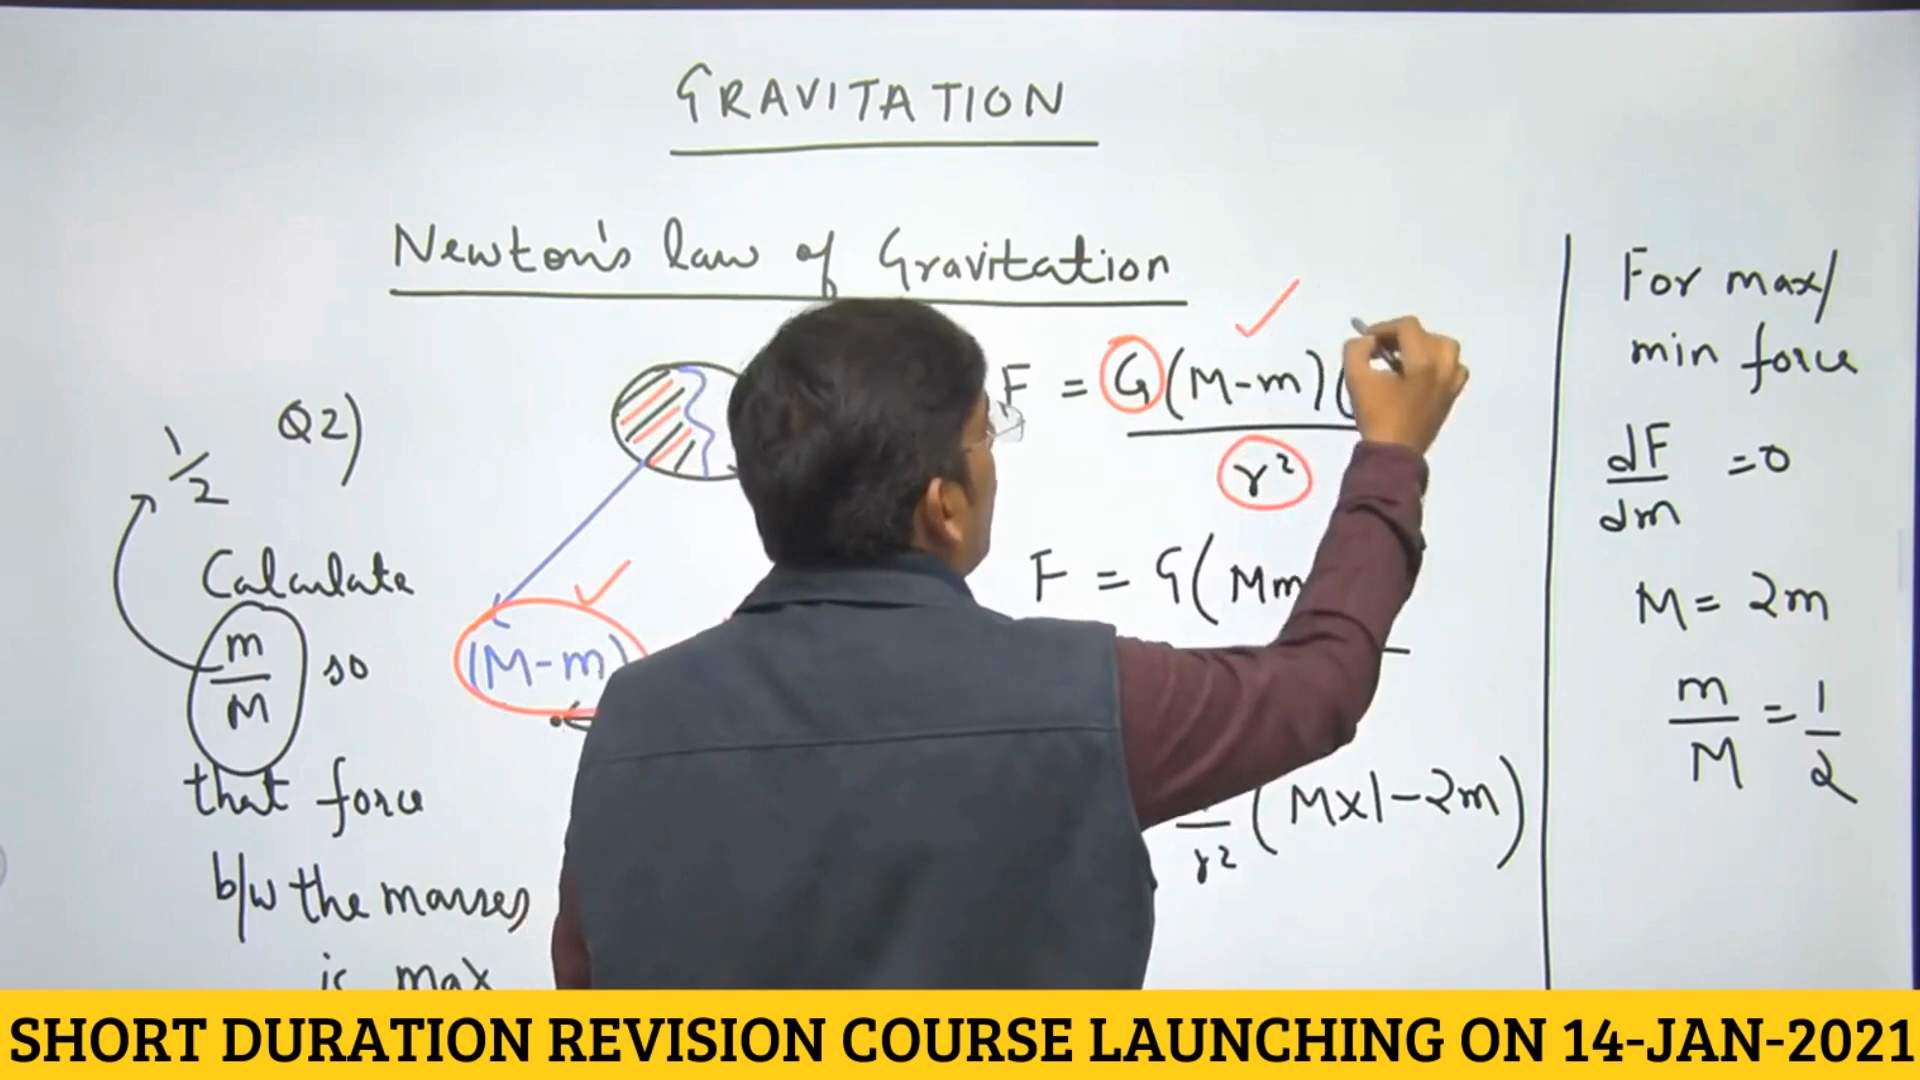 GRAVITATION
Newton's law of Gravitation
Q2)
1/2
Calculate
m/M so
that force
b/w the masses
is max
(M-m)
F = G(M-m)(
r²
F = G(Mm
r² (Mx1-2m)
For max/
min force
dF/dm =0
M= 2m
m/M = 1/2
SHORT DURATION REVISION COURSE LAUNCHING ON 14-JAN-2021